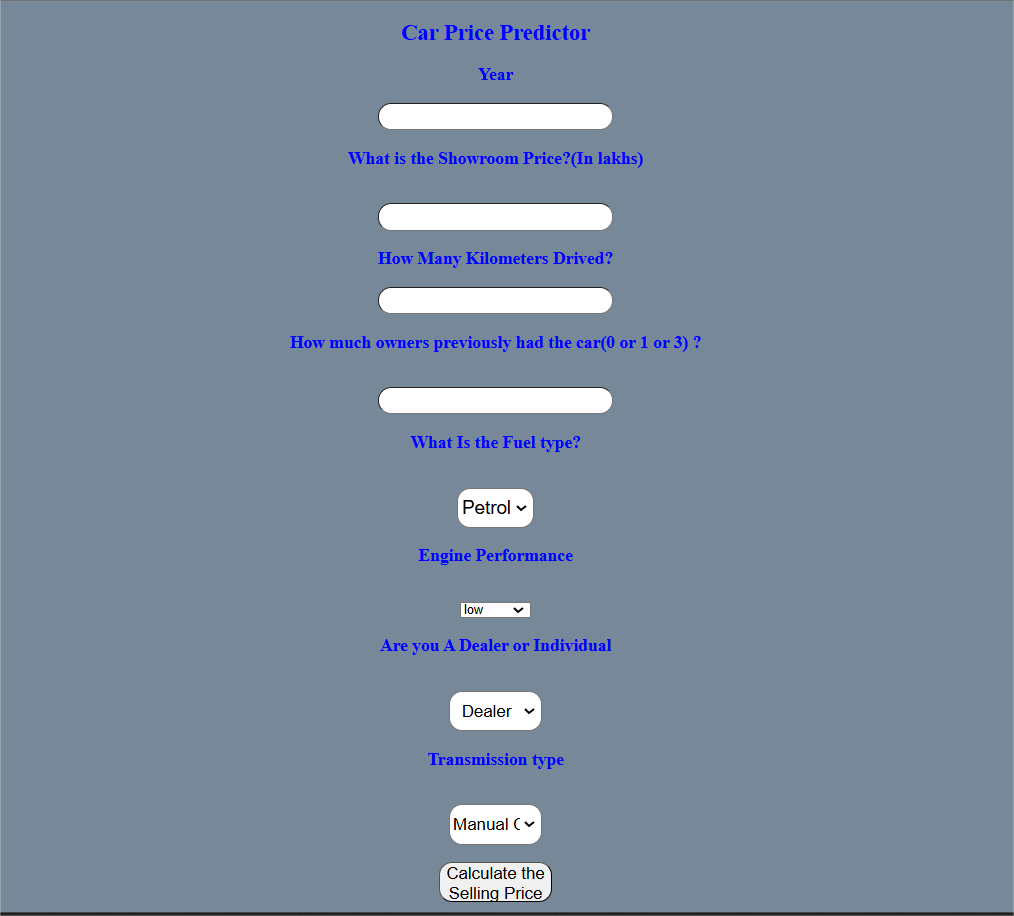 Car Price Predictor
Year
What is the Showroom Price?(In lakhs)
How Many Kilometers Drived?
How much owners previously had the car(0 or 1 or 3) ?
What Is the Fuel type?
Petrol
Engine Performance
low
Are you A Dealer or Individual
Dealer
Transmission type
Manual
Calculate the
Selling Price